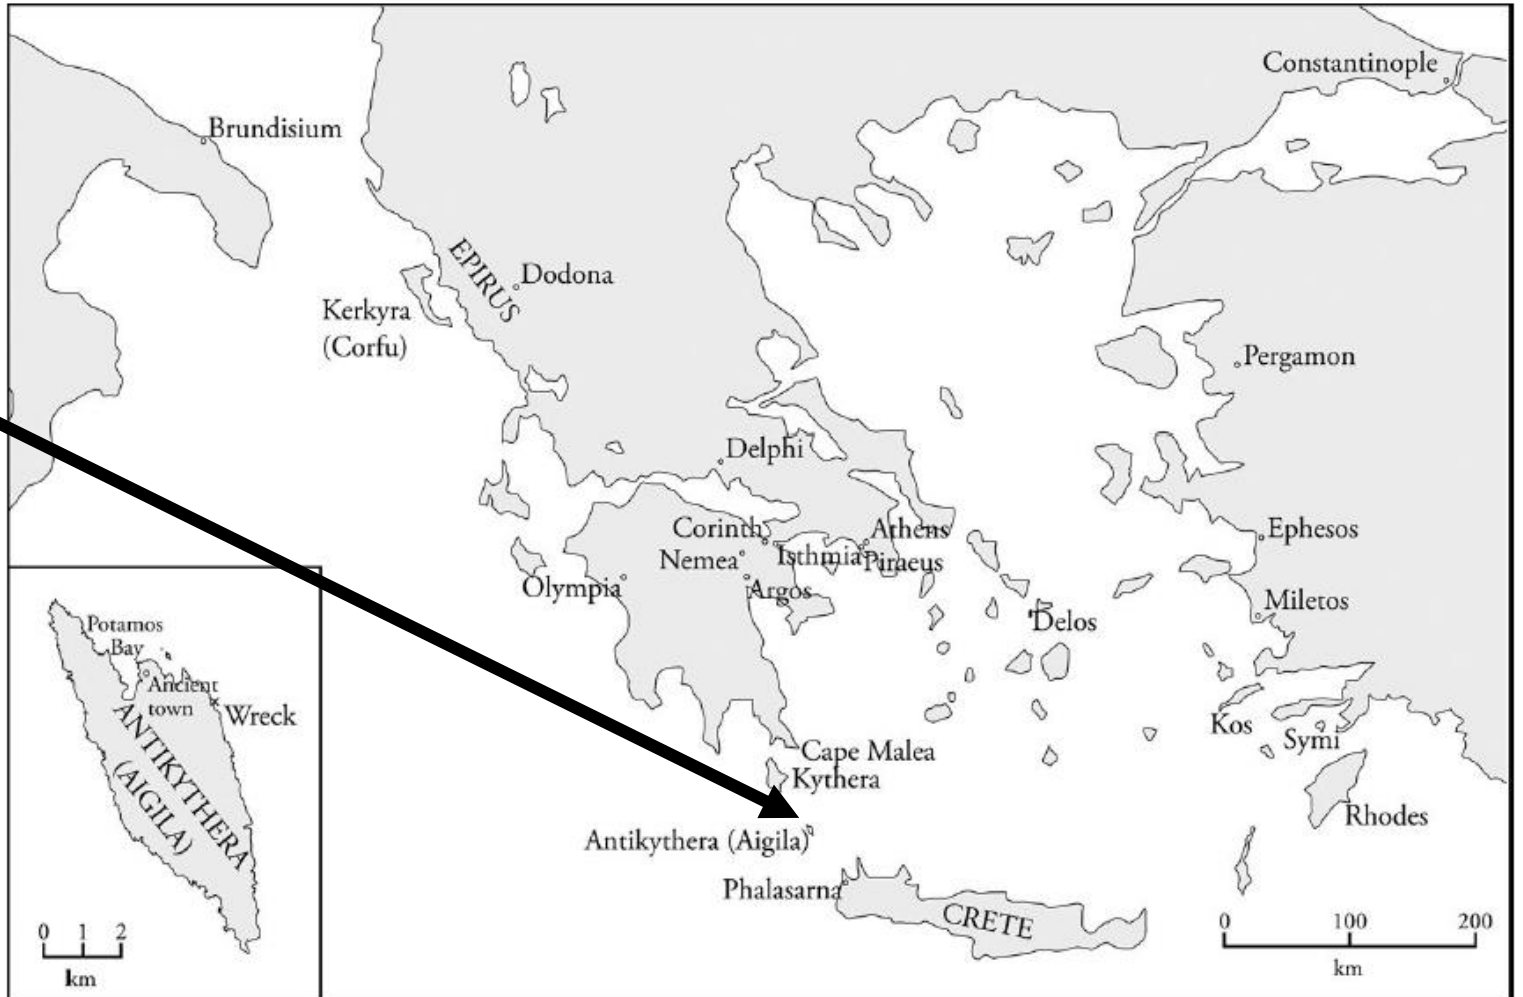 Constantinople
Brundisium
EPIRUS
Dodona
Kerkyra
(Corfu)
Pergamon
Delphi
Corinth
Athens
Nemea
Isthmia
Piraeus
Ephesos
Olympia
Argos
Miletos
Delos
Kos
Symi
Cape Malea
Kythera
Rhodes
Antikythera (Aigila)
Phalasarna
CRETE
0 100 200
km
Potamos
Bay
Ancient
town
Wreck
ANTIKYTHERA
(AIGILA)
0 1 2
km